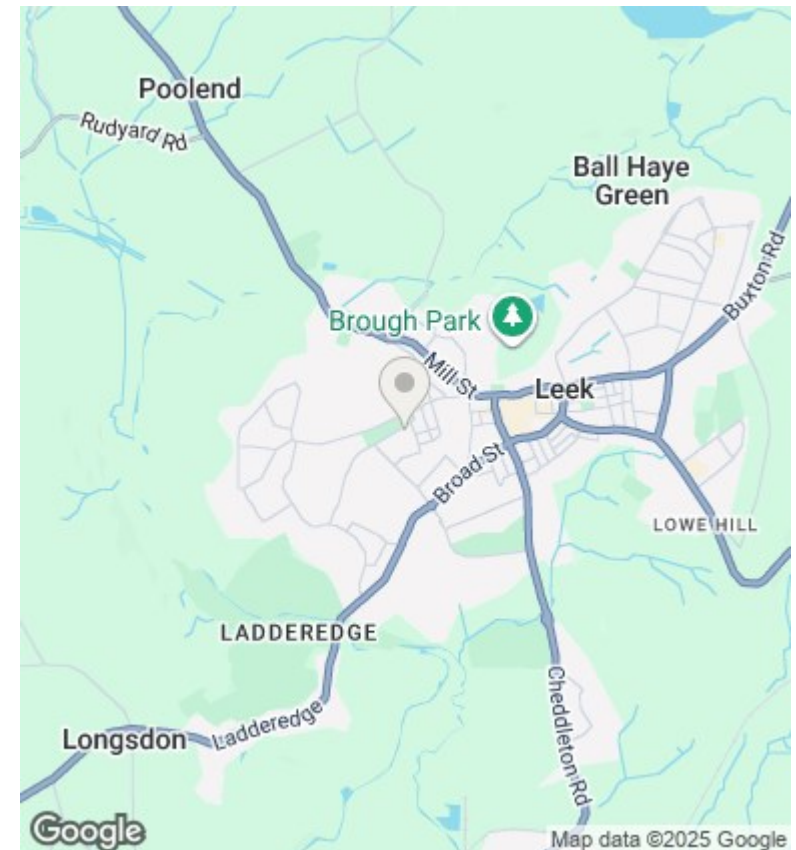 Poolend
Rudyard Rd
Ball Haye
Green
Buxton Rd
Brough Park
Mill St
Leek
Broad St
LOWE HILL
LADDEREDGE
Cheddleton Rd
Longsdon
Ladderedge
Google
Map data ©2025 Google